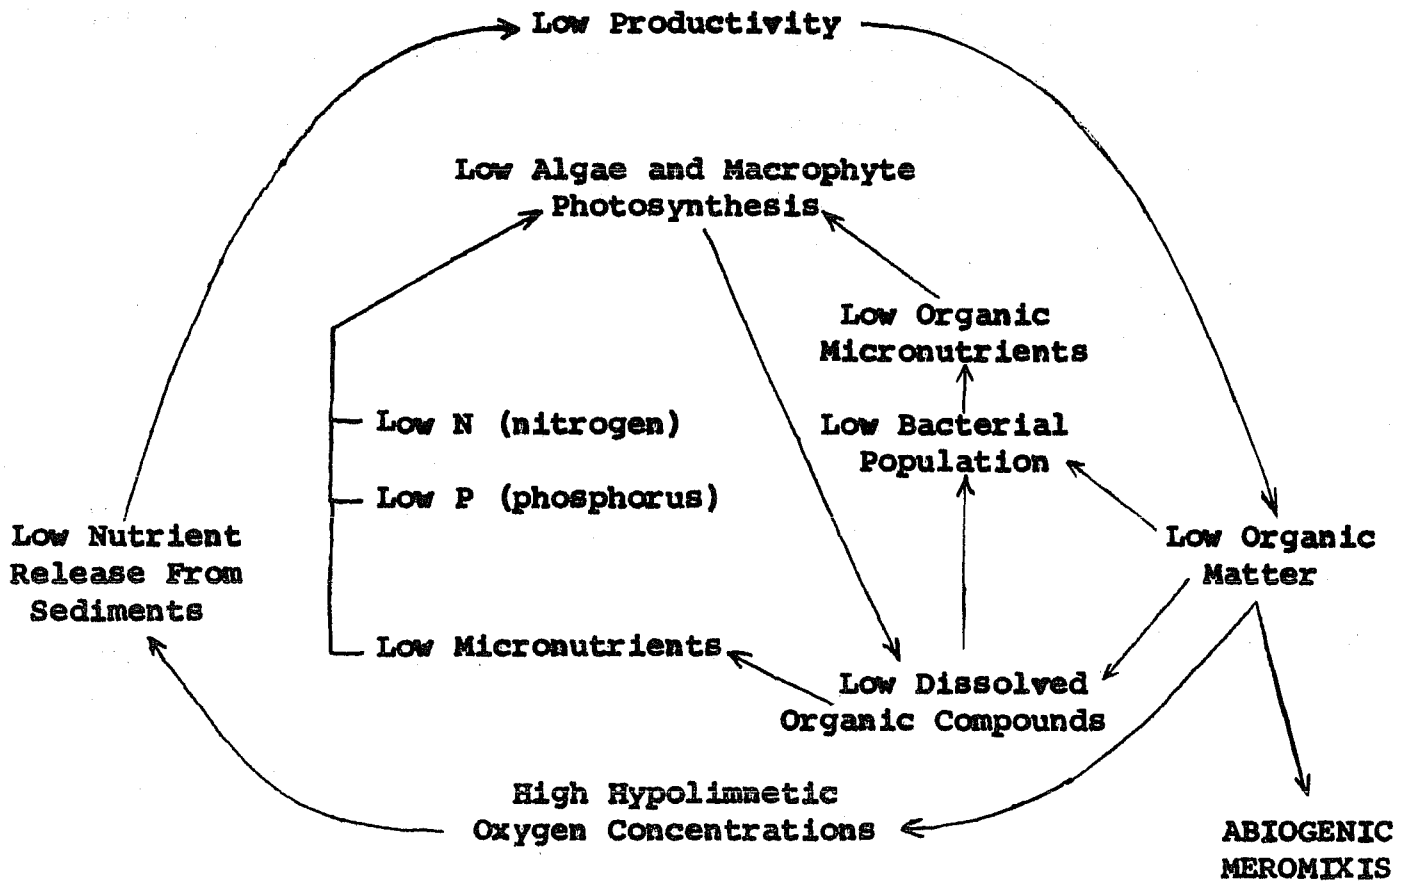 Low Productivity
Low Algae and Macrophyte
Photosynthesis
Low Organic
Micronutrients
Low N (nitrogen)
Low Bacterial
Population
Low P (phosphorus)
Low Nutrient
Release From
Sediments
Low Organic
Matter
Low Micronutrients
Low Dissolved
Organic Compounds
High Hypolimnetic
Oxygen Concentrations
ABIOGENIC
MEROMIXIS